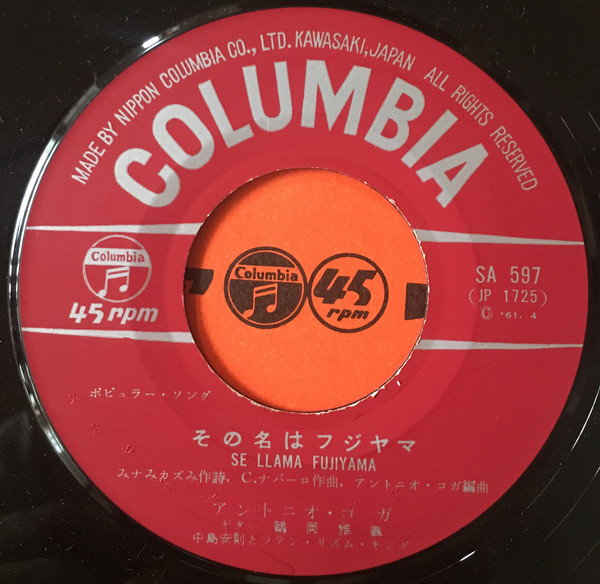 MADE BY NIPPON COLUMBIA CO., LTD. KAWASAKI, JAPAN ALL RIGHTS RESERVED
COLUMBIA
Columbia
45 rpm
Columbia
45
rpm
SA 597
(JP 1725)
Ⓒ '61. 4
ポピュラー・ソング
その名はフジヤマ
SE LLAMA FUJIYAMA
みナみカズみ作詩, C.ナバーロ作曲, アントニオ・コガ編曲
アントニオ・コガ
ギター 鶴岡雅義
中島安則とラテン・リズム・キング